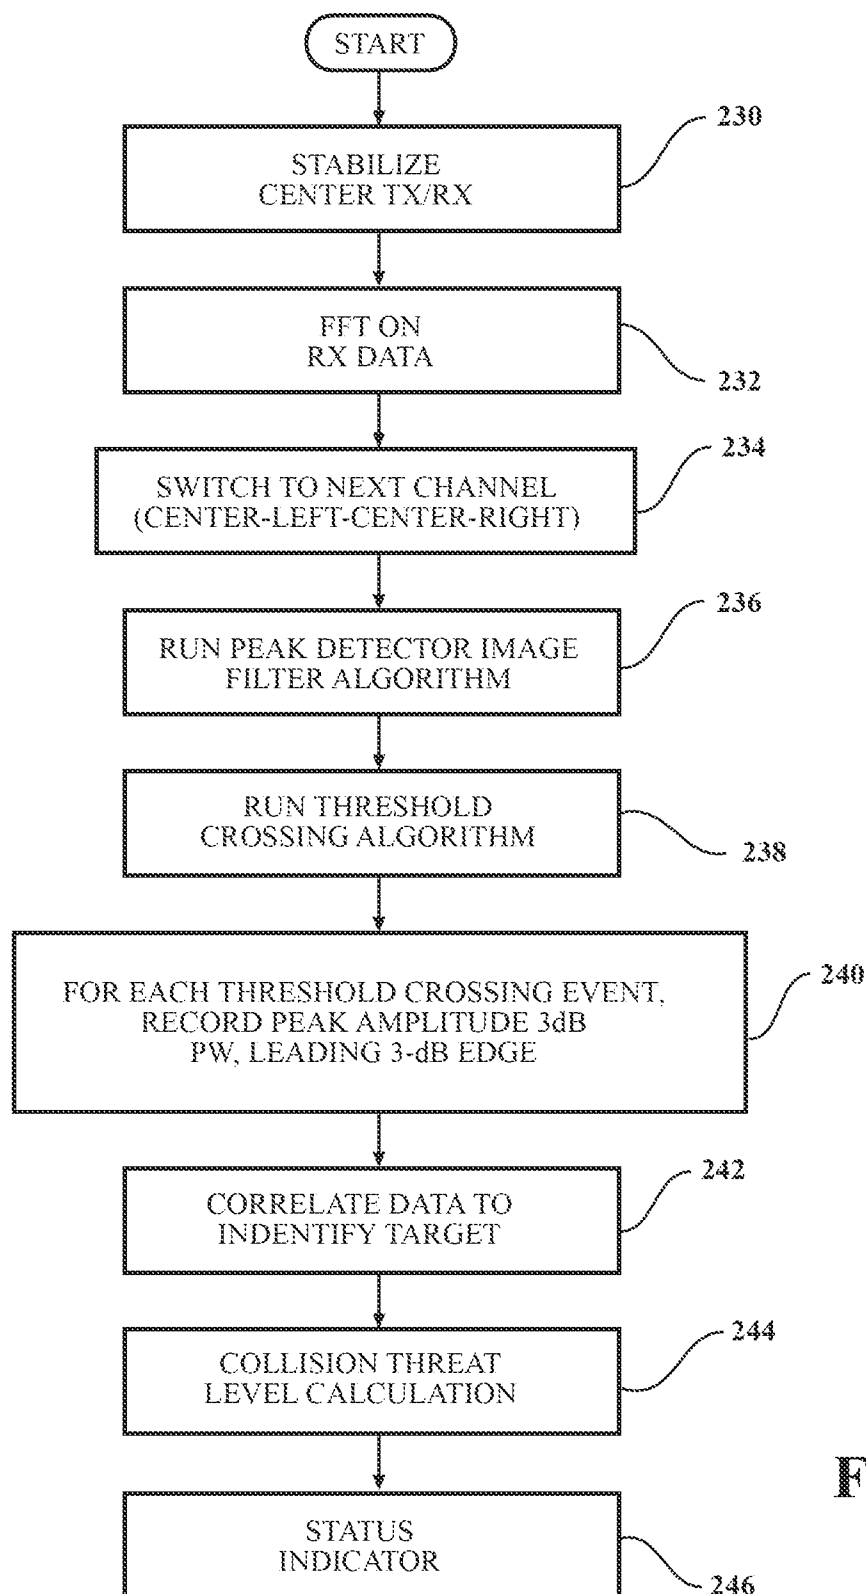 START
230
STABILIZE
CENTER TX/RX
FFT ON
RX DATA
232
234
SWITCH TO NEXT CHANNEL
(CENTER-LEFT-CENTER-RIGHT)
236
RUN PEAK DETECTOR IMAGE
FILTER ALGORITHM
RUN THRESHOLD
CROSSING ALGORITHM
238
240
FOR EACH THRESHOLD CROSSING EVENT,
RECORD PEAK AMPLITUDE 3dB
PW, LEADING 3-dB EDGE
242
CORRELATE DATA TO
INDENTIFY TARGET
244
COLLISION THREAT
LEVEL CALCULATION
F
STATUS
INDICATOR
246